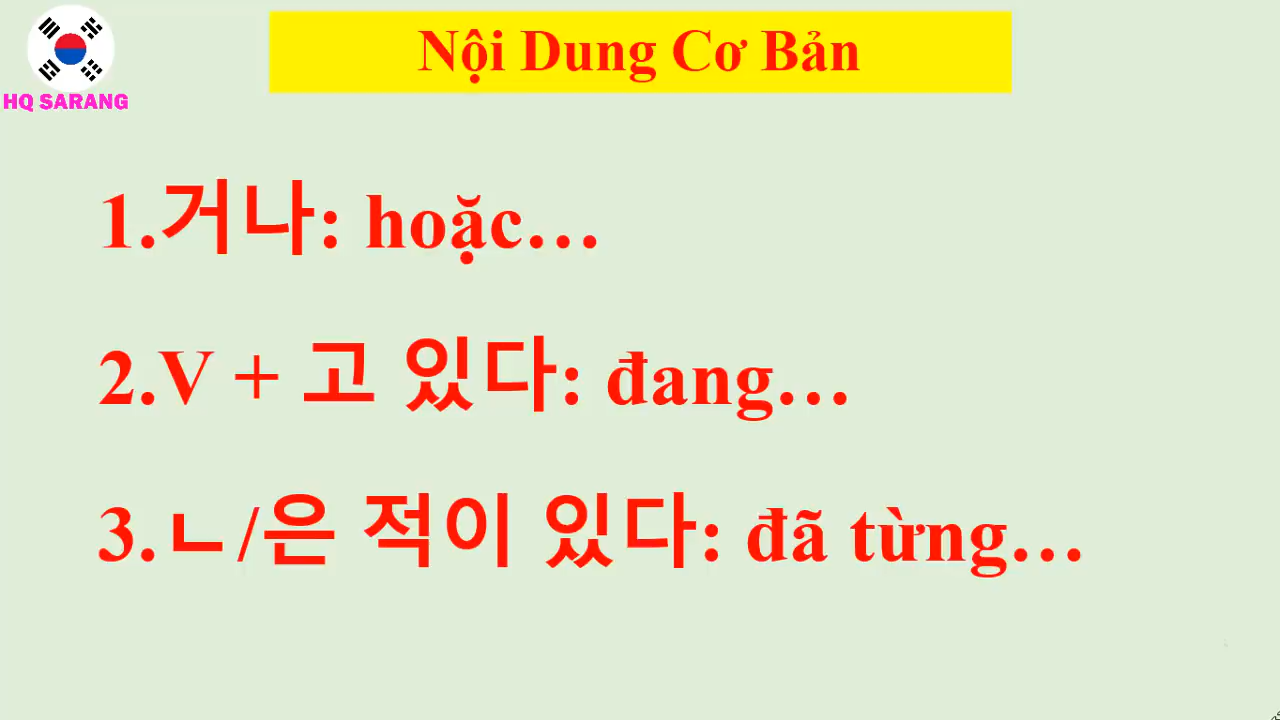 HQ SARANG
Nội Dung Cơ Bản
1.거나: hoặc…
2.V + 고 있다: đang…
3.ㄴ/은 적이 있다: đã từng…